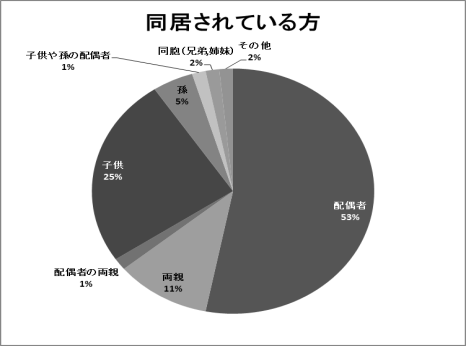 同居されている方
子供や孫の配偶者
1%
同胞(兄弟,姉妹)
2%
その他
2%
孫
5%
子供
25%
配偶者
53%
配偶者の両親
1%
両親
11%